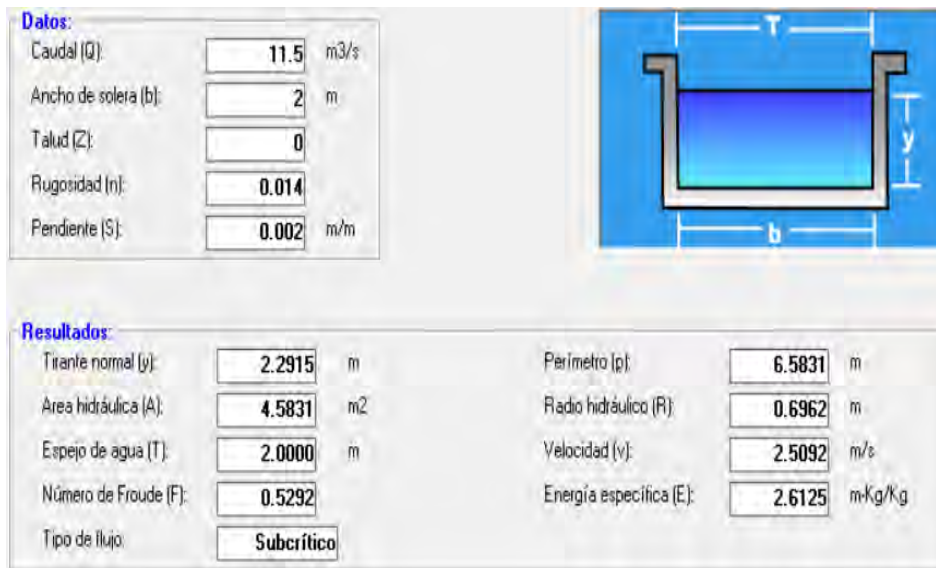 Datos:
Caudal (Q): 11.5 m3/s
Ancho de solera (b): 2 m
Talud (Z): 0
Rugosidad (n): 0.014
Pendiente (S): 0.002 m/m
T
y
b
Resultados:
Tirante normal (y): 2.2915 m Perímetro (p): 6.5831 m
Area hidráulica (A): 4.5831 m2 Radio hidráulico (R): 0.6962 m
Espejo de agua (T): 2.0000 m Velocidad (v): 2.5092 m/s
Número de Froude (F): 0.5292 Energía específica (E): 2.6125 m-Kg/Kg
Tipo de flujo: Subcrítico